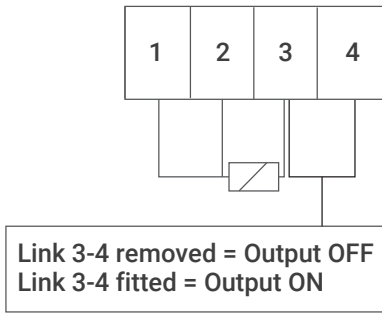 1 2 3 4
Link 3-4 removed = Output OFF
Link 3-4 fitted = Output ON